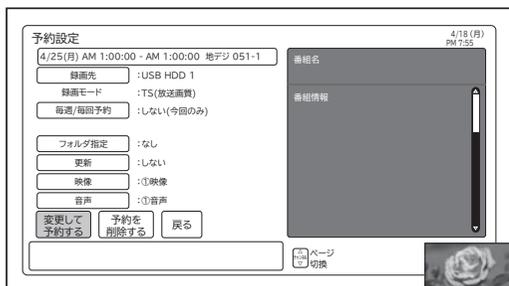 予約設定
4/18 (月)
PM 7:55
4/25(月) AM 1:00:00 - AM 1:00:00 地デジ 051-1
録画先 :USB HDD 1
録画モード :TS(放送画質)
毎週/毎回予約 :しない(今回のみ)
フォルダ指定 :なし
更新 :しない
映像 :①映像
音声 :①音声
変更して
予約する
予約を
削除する
戻る
番組名
番組情報
ページ
切換